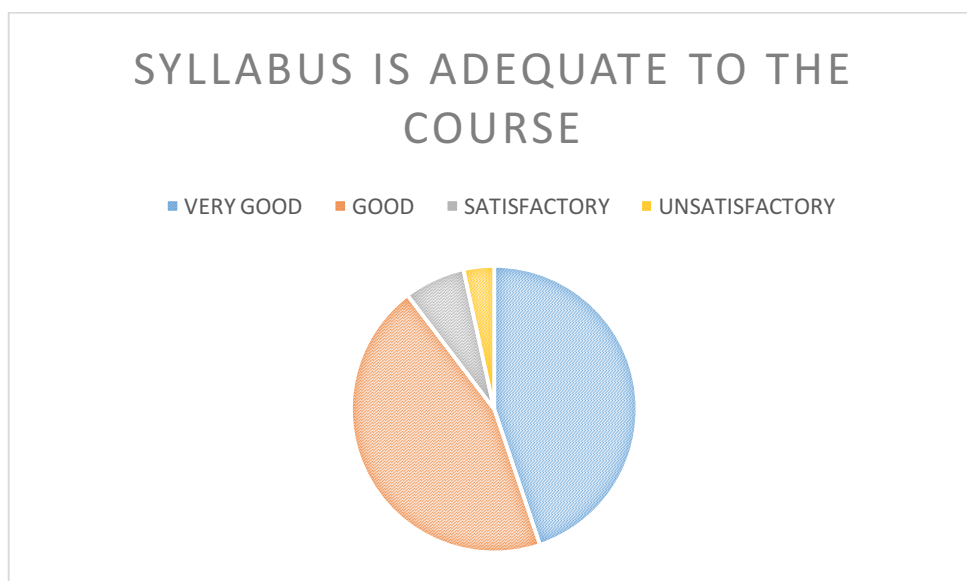 SYLLABUS IS ADEQUATE TO THE
COURSE
VERY GOOD GOOD SATISFACTORY UNSATISFACTORY